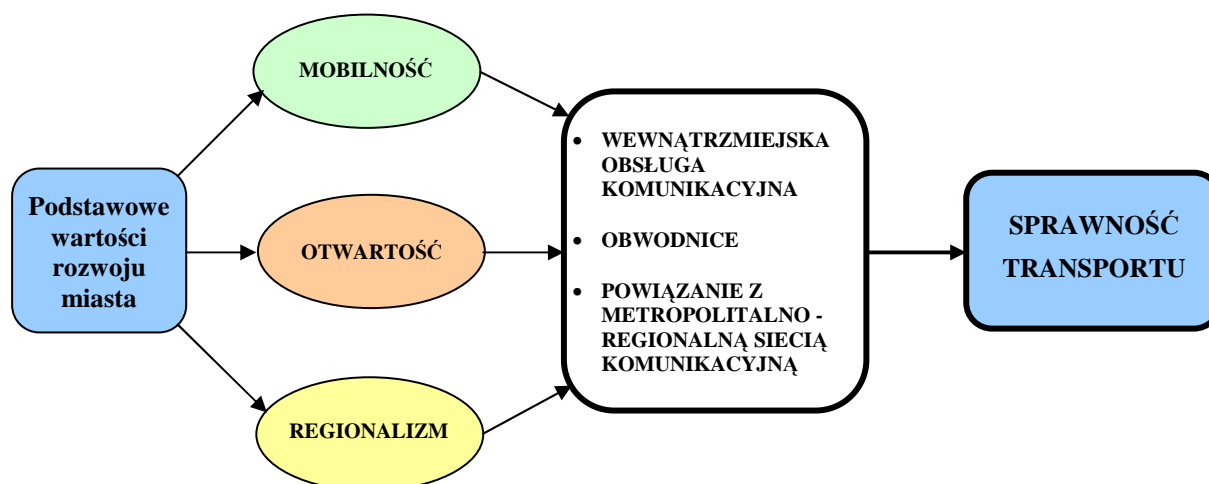 Podstawowe
wartości
rozwoju
miasta
MOBILNOŚĆ
OTWARTOŚĆ
REGIONALIZM
• WEWNĄTRZMIEJSKA
OBSŁUGA
KOMUNIKACYJNA
• OBWODNICE
• POWIĄZANIE Z
METROPOLITALNO -
REGIONALNĄ SIECIĄ
KOMUNIKACYJNĄ
SPRAWNOŚĆ
TRANSPORTU